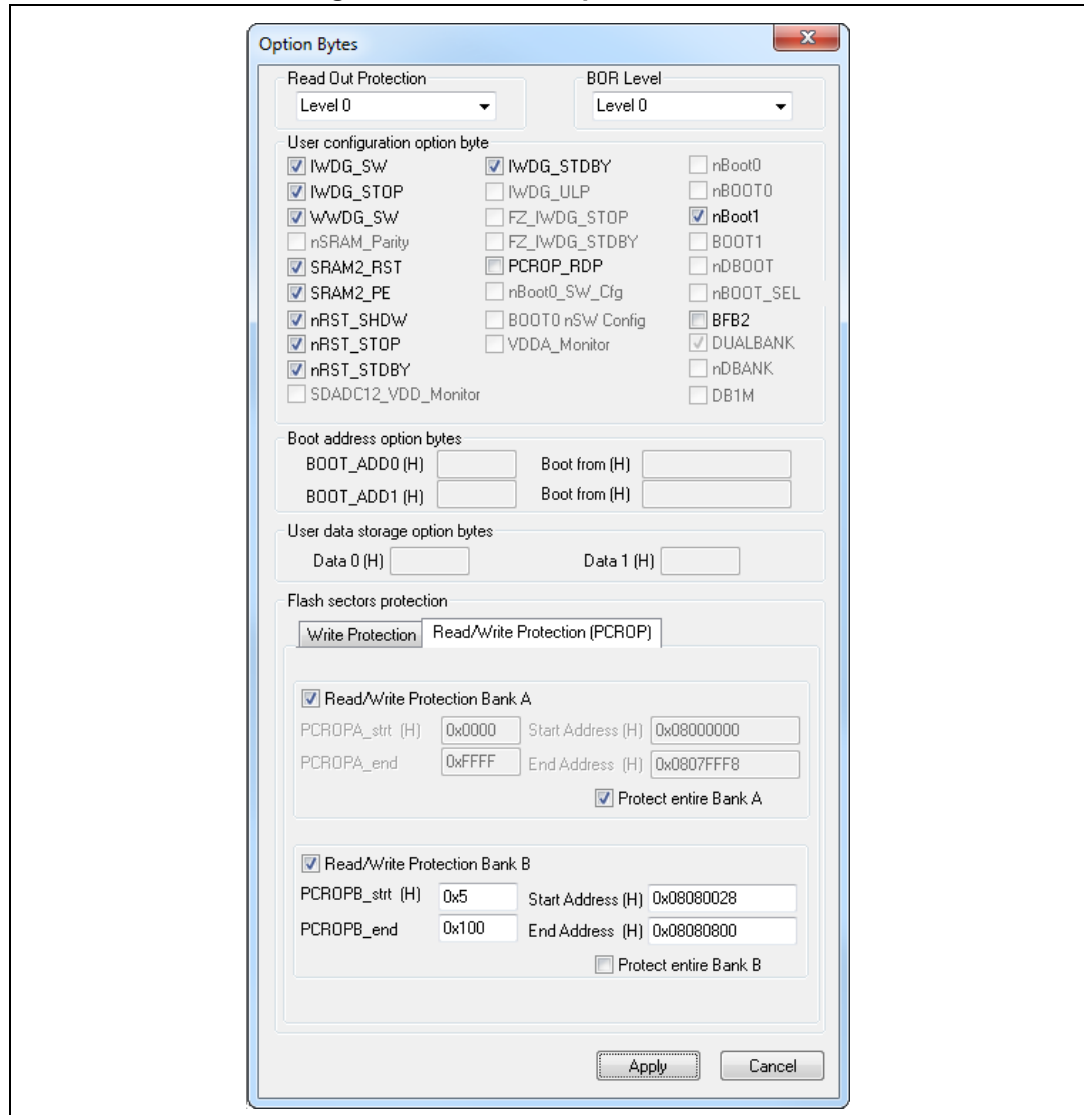 Option Bytes
Read Out Protection BOR Level
Level 0 Level 0
User configuration option byte
IWDG_SW IWDG_STDBY nBoot0
IWDG_STOP IWDG_ULP nBOOT0
WWDG_SW FZ_IWDG_STOP nBoot1
nSRAM_Parity FZ_IWDG_STDBY BOOT1
SRAM2_RST PCROP_RDP nDBOOT
SRAM2_PE nBoot0_SW_Cfg nBOOT_SEL
nRST_SHDW BOOT0 nSW Config BFB2
nRST_STOP VDDA_Monitor DUALBANK
nRST_STDBY nDBANK
SDADC12_VDD_Monitor DB1M
Boot address option bytes
BOOT_ADD0 (H) Boot from (H)
BOOT_ADD1 (H) Boot from (H)
User data storage option bytes
Data 0 (H) Data 1 (H)
Flash sectors protection
Write Protection Read/Write Protection (PCROP)
Read/Write Protection Bank A
PCROPA_strt (H) 0x0000 Start Address (H) 0x08000000
PCROPA_end 0xFFFF End Address (H) 0x0807FFF8
Protect entire Bank A
Read/Write Protection Bank B
PCROPB_strt (H) 0x5 Start Address (H) 0x08080028
PCROPB_end 0x100 End Address (H) 0x08080800
Protect entire Bank B
Apply Cancel